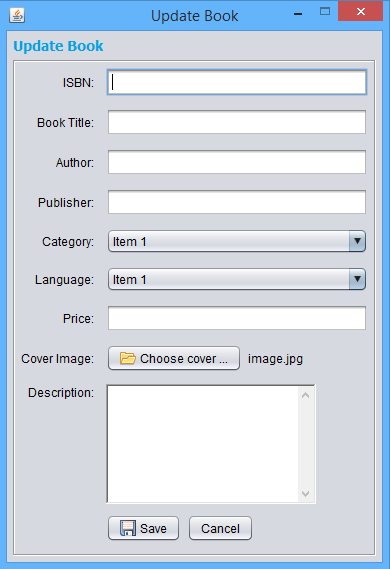 Update Book
Update Book
ISBN:
Book Title:
Author:
Publisher:
Category: Item 1
Language: Item 1
Price:
Cover Image: Choose cover ... image.jpg
Description:
Save Cancel